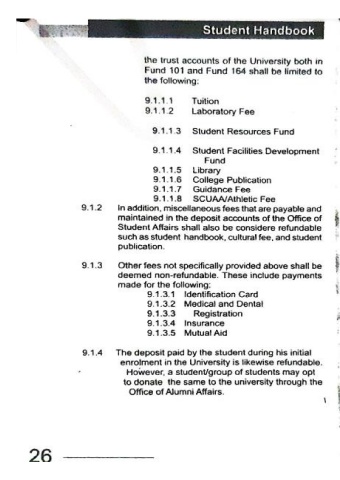 Student Handbook
the trust accounts of the University both in
Fund 101 and Fund 164 shall be limited to
the following:
9.1.1.1 Tuition
9.1.1.2 Laboratory Fee
9.1.1.3 Student Resources Fund
9.1.1.4 Student Facilities Development
Fund
9.1.1.5 Library
9.1.1.6 College Publication
9.1.1.7 Guidance Fee
9.1.1.8 SCUAA/Athletic Fee
9.1.2 In addition, miscellaneous fees that are payable and
maintained in the deposit accounts of the Office of
Student Affairs shall also be considere refundable
such as student handbook, cultural fee, and student
publication.
9.1.3 Other fees not specifically provided above shall be
deemed non-refundable. These include payments
made for the following:
9.1.3.1 Identification Card
9.1.3.2 Medical and Dental
9.1.3.3 Registration
9.1.3.4 Insurance
9.1.3.5 Mutual Aid
9.1.4 The deposit paid by the student during his initial
enrolment in the University is likewise refundable.
However, a student/group of students may opt
to donate the same to the university through the
Office of Alumni Affairs.
26